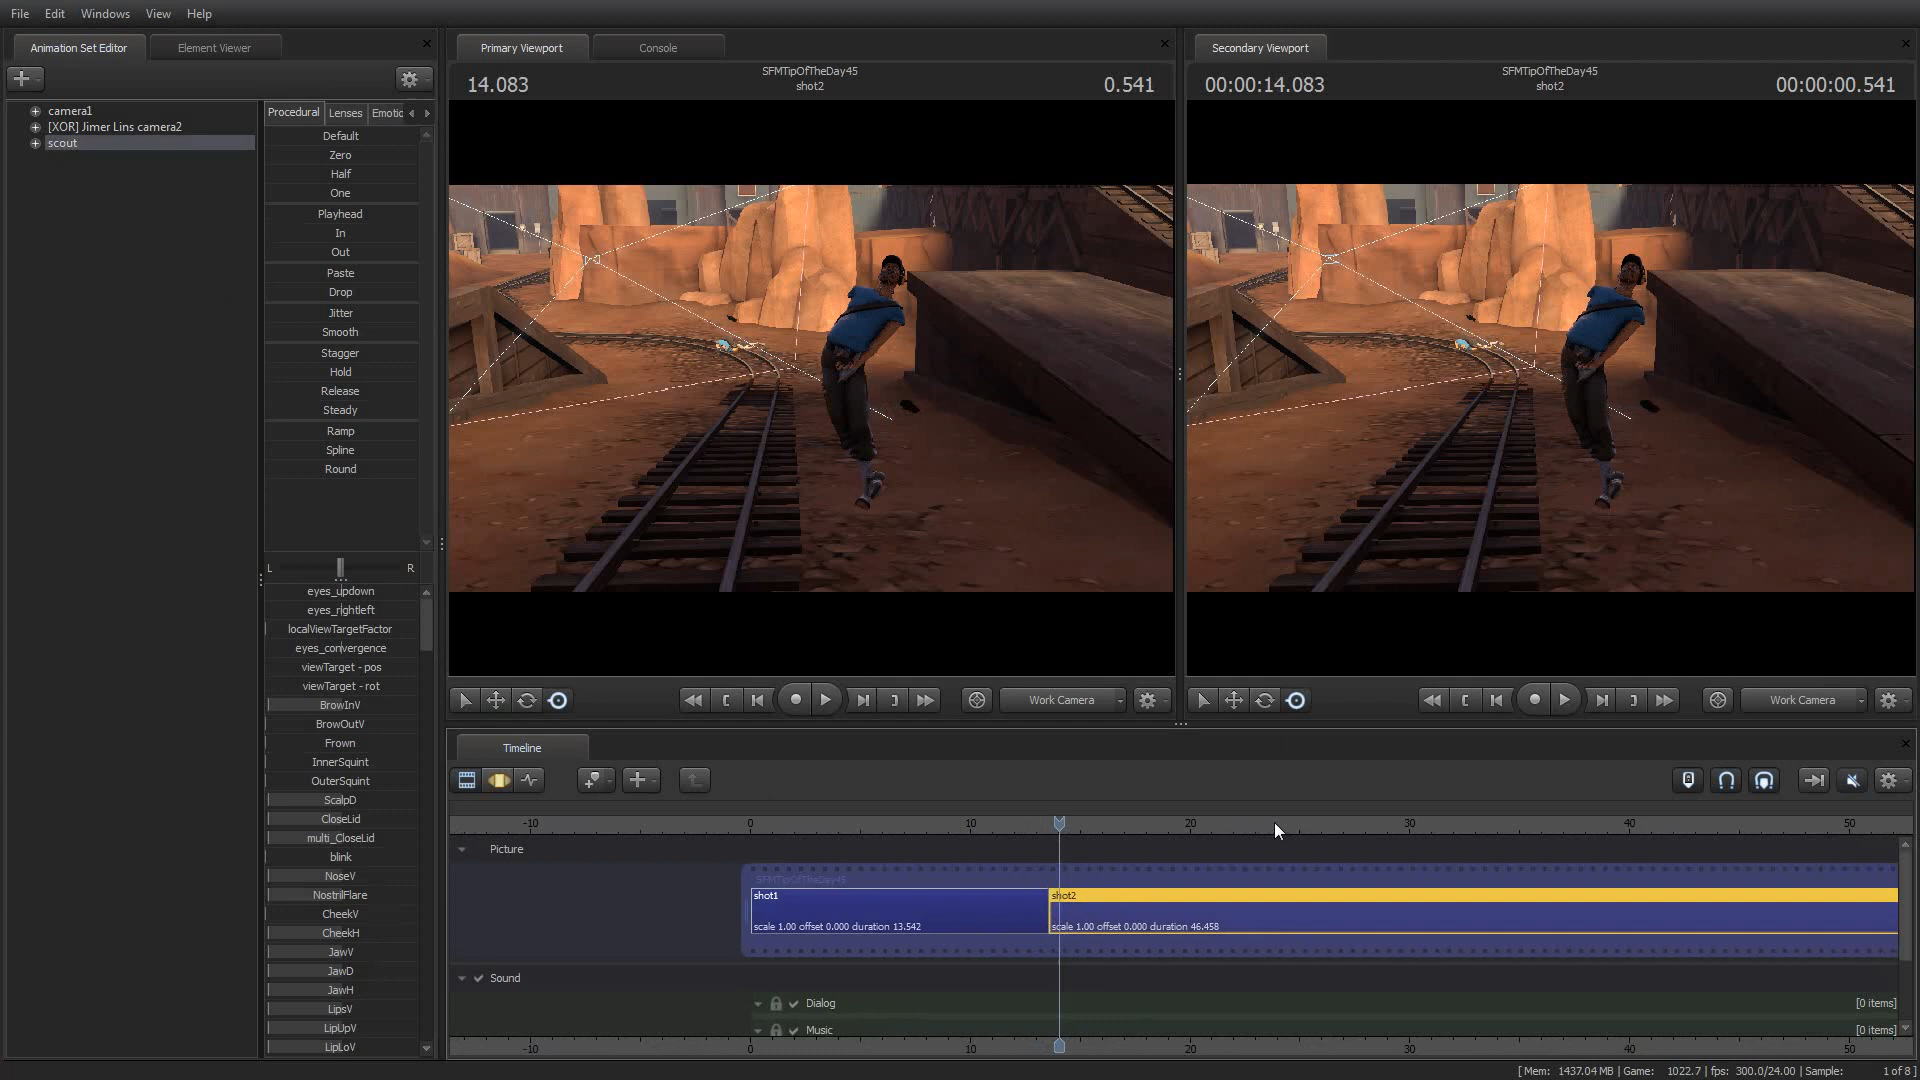 File Edit Windows View Help
Animation Set Editor Element Viewer
camera1
[XOR] Jimer Lins camera2
scout
Procedural Lenses Emotic
Default
Zero
Half
One
Playhead
In
Out
Paste
Drop
Jitter
Smooth
Stagger
Hold
Release
Steady
Ramp
Spline
Round
L R
eyes_updown
eyes_rightleft
localViewTargetFactor
eyes_convergence
viewTarget - pos
viewTarget - rot
BrowInV
BrowOutV
Frown
InnerSquint
OuterSquint
ScalpD
CloseLid
multi_CloseLid
blink
NoseV
NostrilFlare
CheekV
CheekH
JawV
JawD
JawH
LipsV
LipUpV
LipLoV
Primary Viewport Console
14.083 SFMTipOfTheDay45 0.541
shot2
Work Camera
Secondary Viewport
00:00:14.083 SFMTipOfTheDay45 00:00:00.541
shot2
Work Camera
Timeline
-10 0 10 20 30 40 50
Picture
SFMTipOfTheDay45
shot1 shot2
scale 1.00 offset 0.000 duration 13.542 scale 1.00 offset 0.000 duration 46.458
Sound
Dialog [0 items]
Music [0 items]
-10 0 10 20 30 40 50
[ Mem: 1437.04 MB | Game: 1022.7 | fps: 300.0/24.00 | Sample: 1 of 8 ]